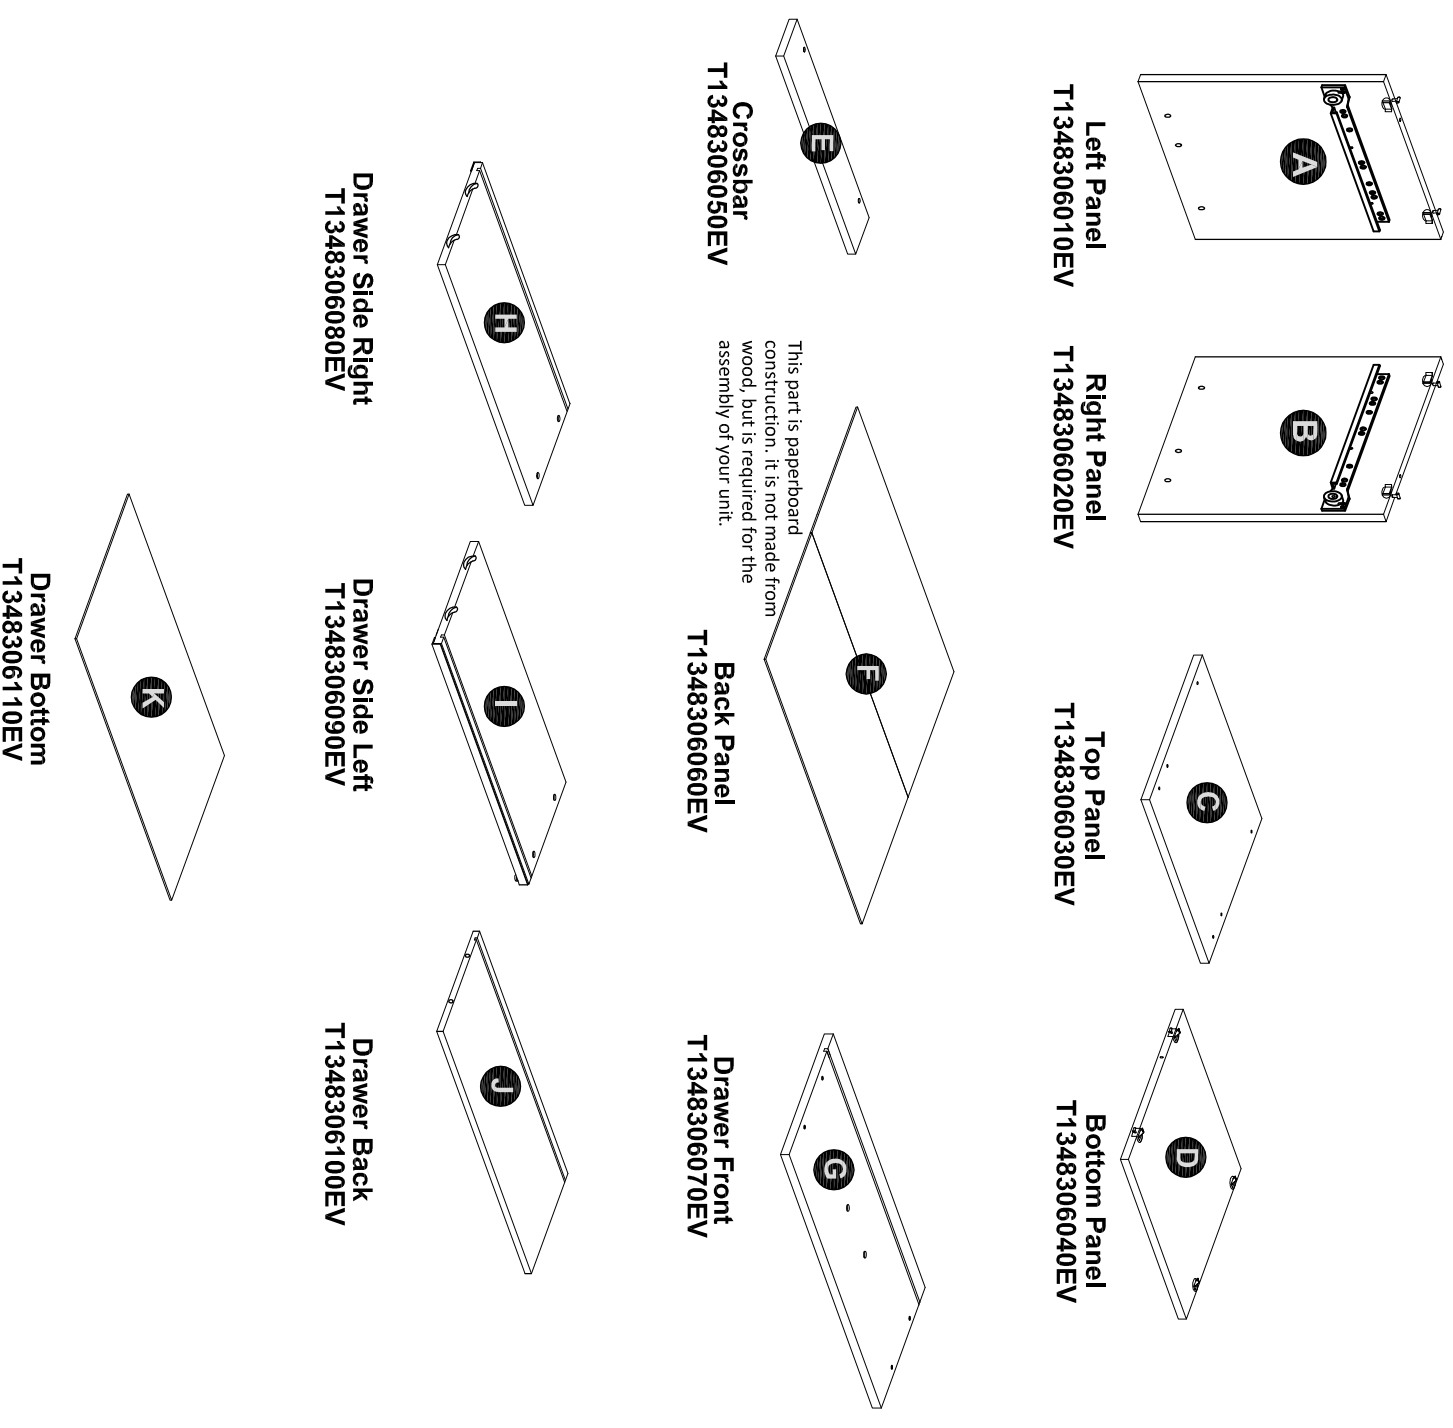 A
Left Panel
T1348306010EV
B
Right Panel
T1348306020EV
C
Top Panel
T1348306030EV
D
Bottom Panel
T1348306040EV
E
Crossbar
T1348306050EV
This part is paperboard
construction. it is not made from
wood, but is required for the
assembly of your unit.
F
Back Panel
T1348306060EV
G
Drawer Front
T1348306070EV
H
Drawer Side Right
T1348306080EV
I
Drawer Side Left
T1348306090EV
J
Drawer Back
T1348306100EV
K
Drawer Bottom
T1348306110EV